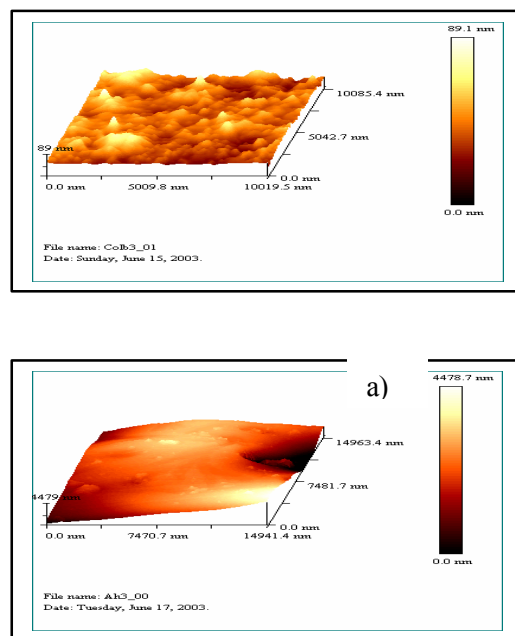 89.1 nm
10085.4 nm
5042.7 nm
89 nm
0.0 nm
0.0 nm 5009.8 nm 10019.5 nm
0.0 nm
File name: Colb3_01
Date: Sunday, June 15, 2003.
a)
4478.7 nm
14963.4 nm
7481.7 nm
4479 nm
0.0 nm
0.0 nm 7470.7 nm 14941.4 nm
0.0 nm
File name: Ah3_00
Date: Tuesday, June 17, 2003.